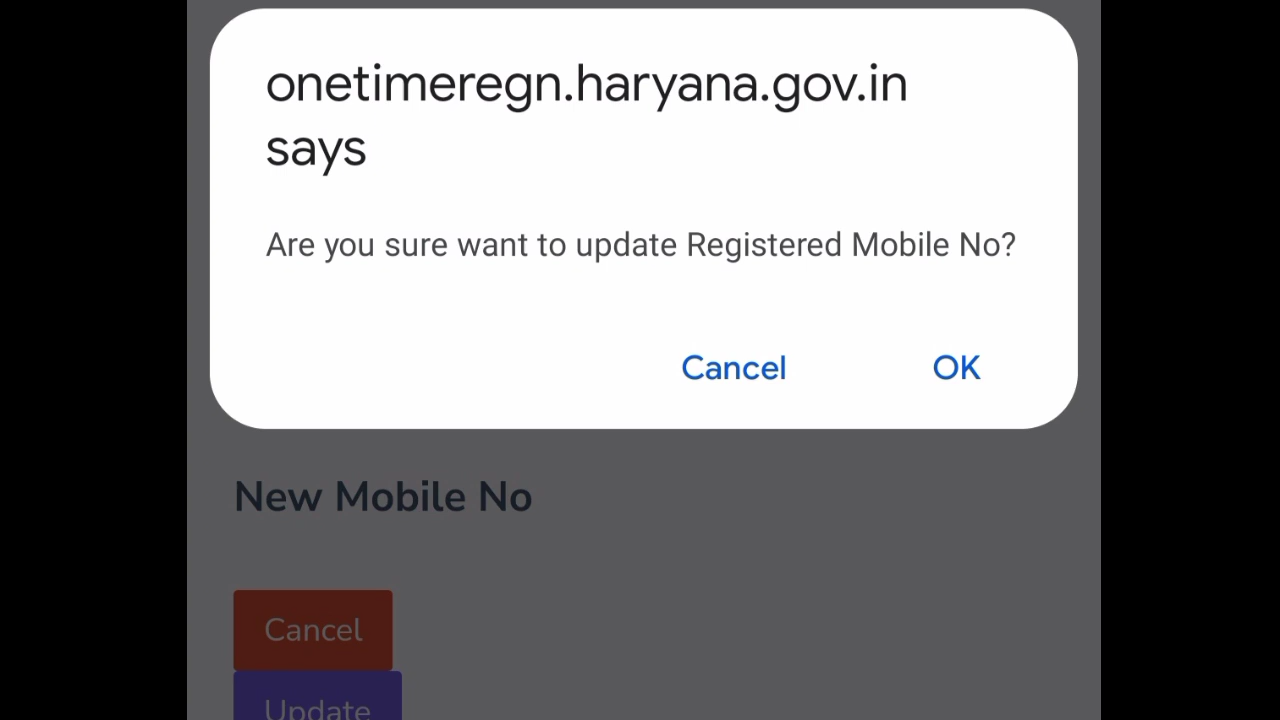 onetimeregn.haryana.gov.in
says
Are you sure want to update Registered Mobile No?
Cancel OK
New Mobile No
Cancel
Update